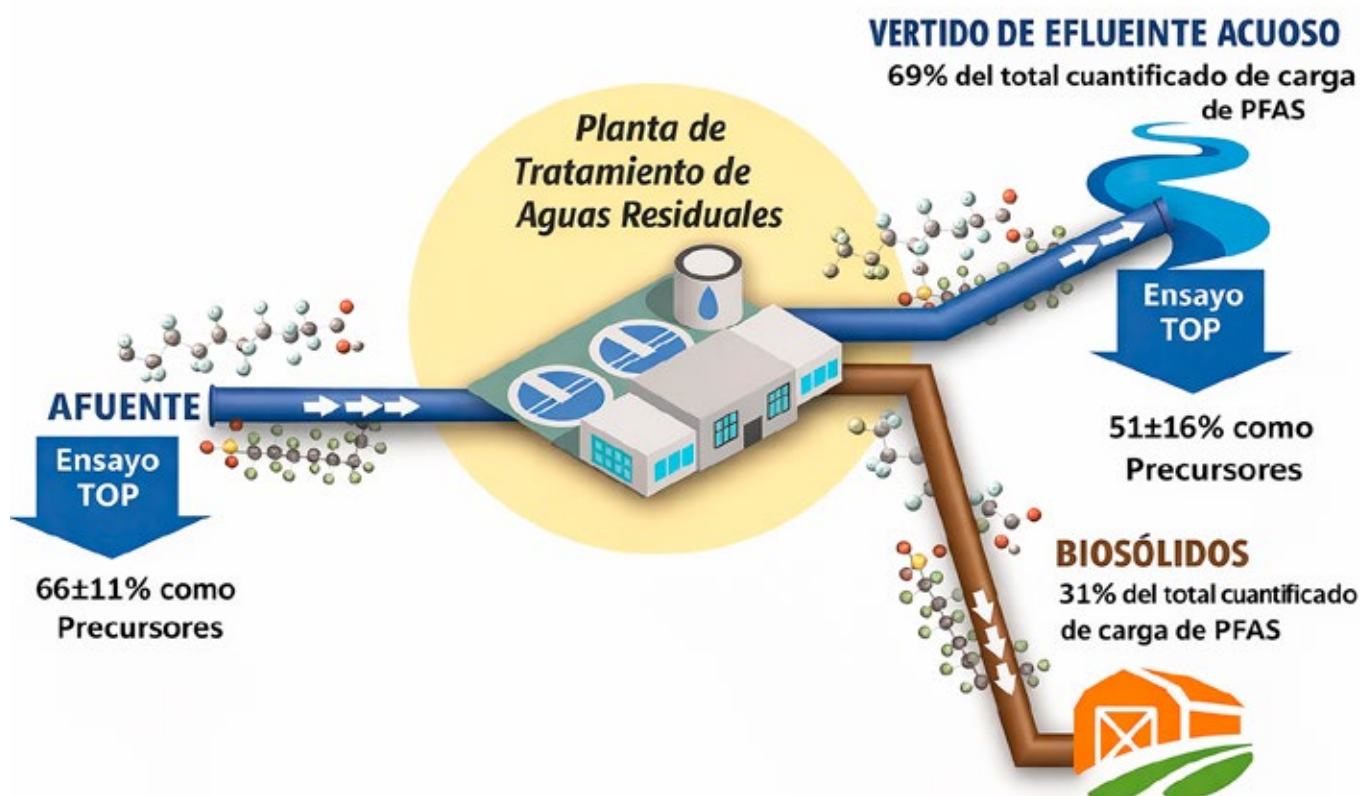 VERTIDO DE EFLUEINTE ACUOSO
69% del total cuantificado de carga
de PFAS
Planta de
Tratamiento de
Aguas Residuales
Ensayo
TOP
51±16% como
Precursores
AFUENTE
Ensayo
TOP
66±11% como
Precursores
BIOSÓLIDOS
31% del total cuantificado
de carga de PFAS